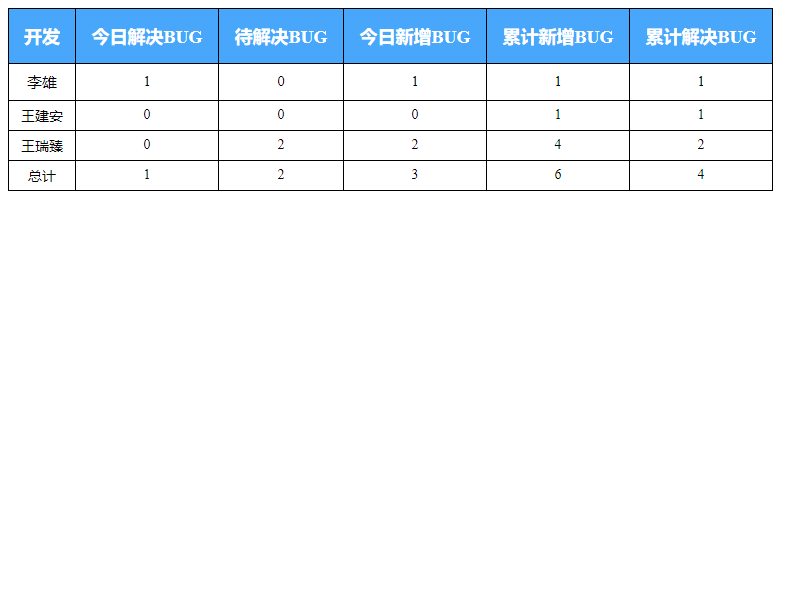 开发 今日解决BUG 待解决BUG 今日新增BUG 累计新增BUG 累计解决BUG
李雄 1 0 1 1 1
王建安 0 0 0 1 1
王瑞臻 0 2 2 4 2
总计 1 2 3 6 4